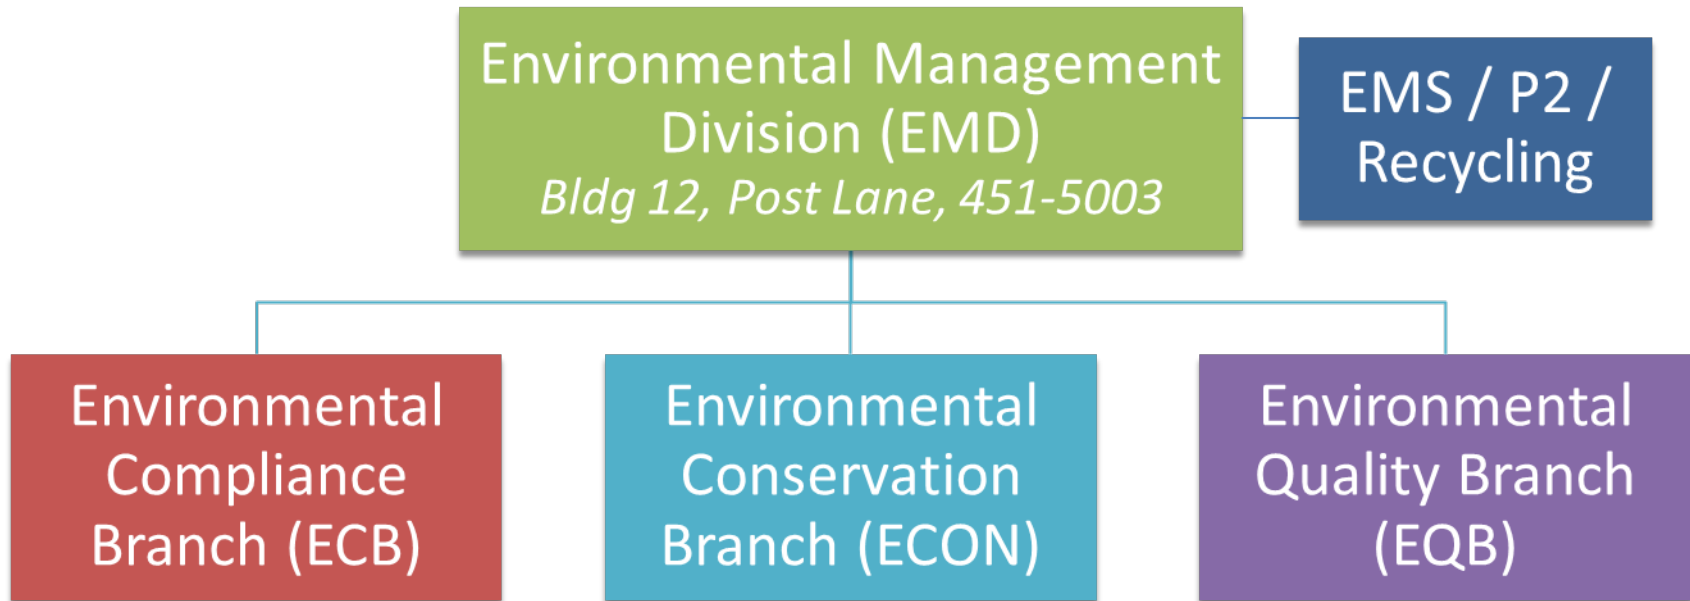 Environmental Management
Division (EMD)
Bldg 12, Post Lane, 451-5003
EMS / P2 /
Recycling
Environmental
Compliance
Branch (ECB)
Environmental
Conservation
Branch (ECON)
Environmental
Quality Branch
(EQB)